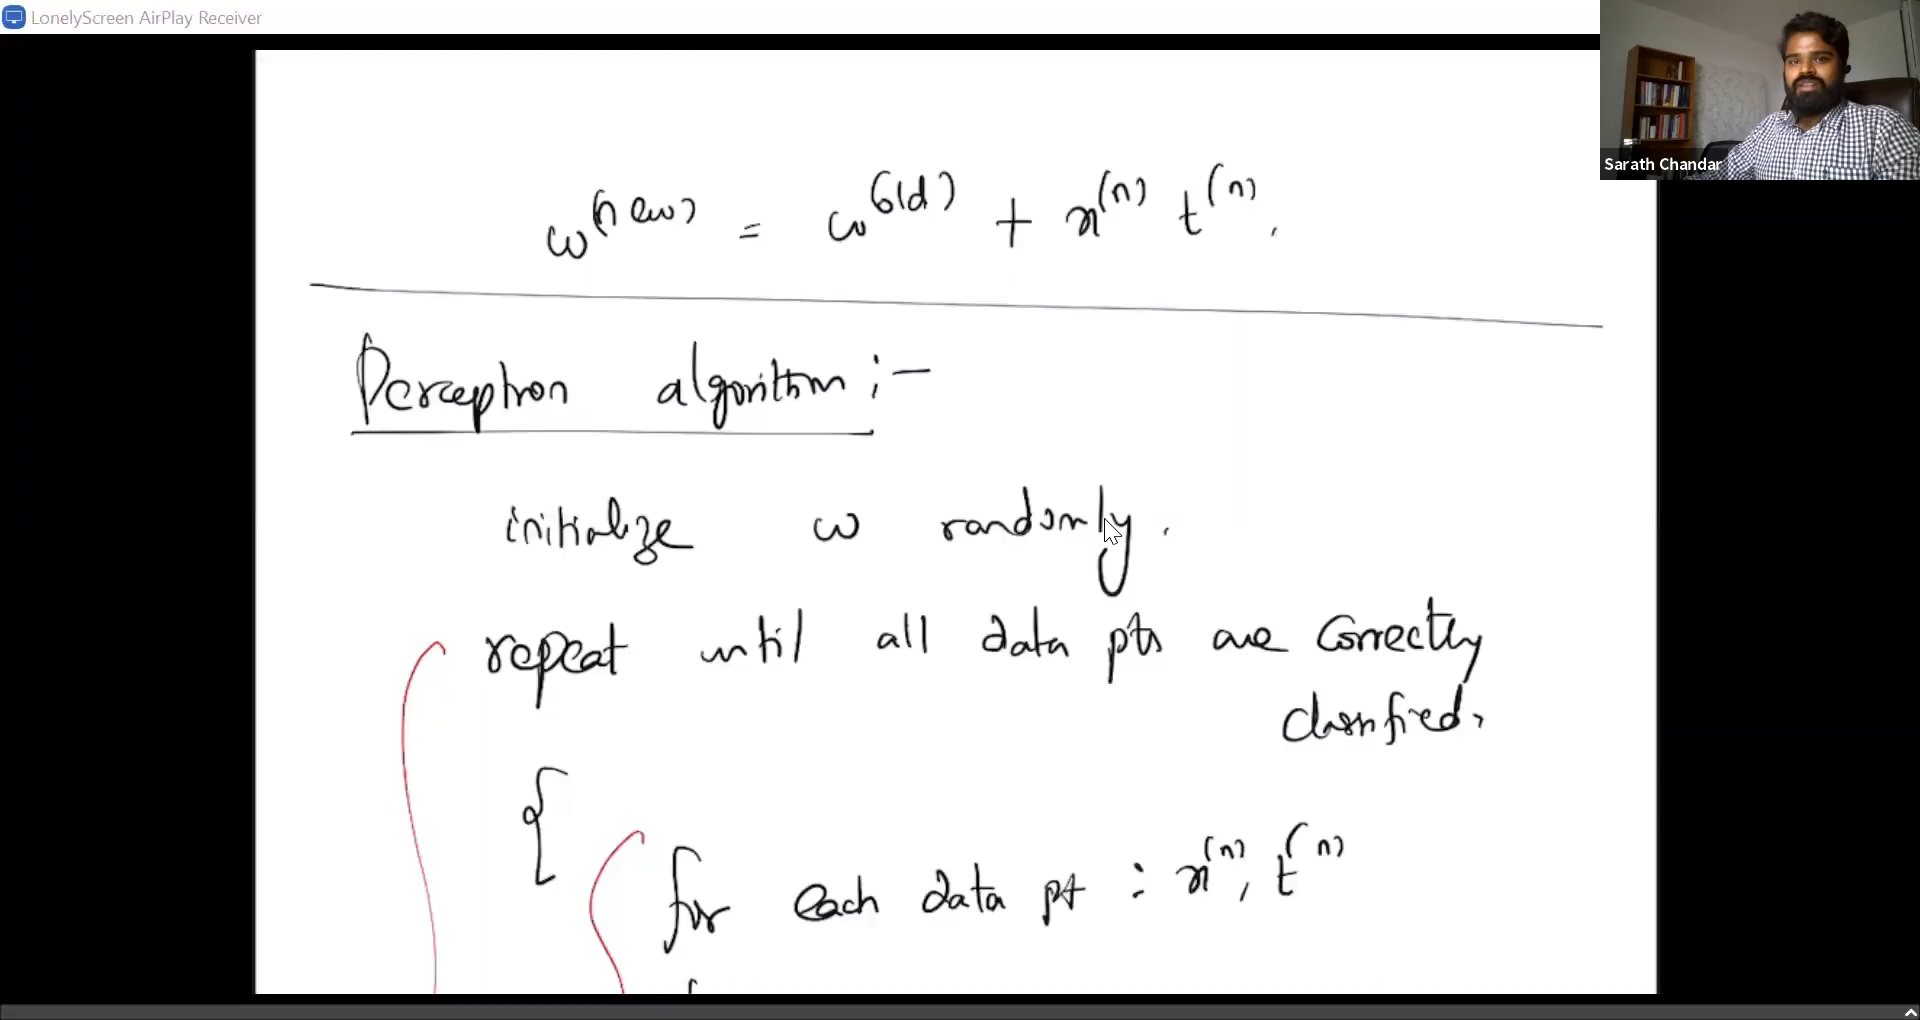 LonelyScreen AirPlay Receiver
Sarath Chandar
w^(new) = w^(old) + x^(n) t^(n).
Perceptron algorithm :-
initialize w randomly.
repeat until all data pts are correctly
classified.
{
for each data pt : x^(n), t^(n)